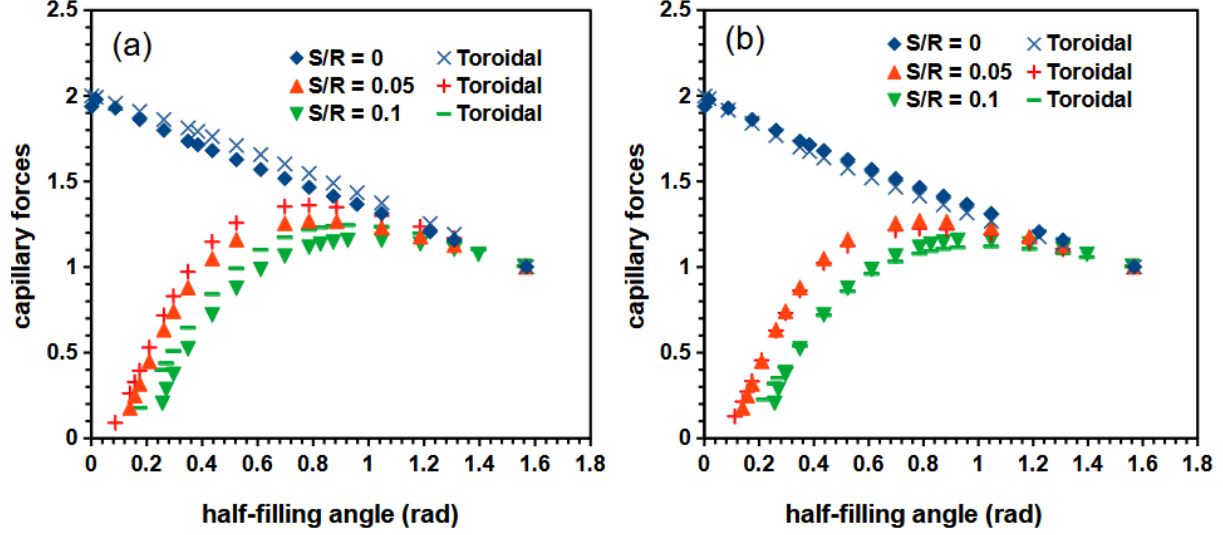 (a)
S/R = 0 Toroidal
S/R = 0.05 Toroidal
S/R = 0.1 Toroidal
capillary forces
2.5
2
1.5
1
0.5
0
0 0.2 0.4 0.6 0.8 1 1.2 1.4 1.6 1.8
half-filling angle (rad)
(b)
S/R = 0 Toroidal
S/R = 0.05 Toroidal
S/R = 0.1 Toroidal
capillary forces
2.5
2
1.5
1
0.5
0
0 0.2 0.4 0.6 0.8 1 1.2 1.4 1.6 1.8
half-filling angle (rad)